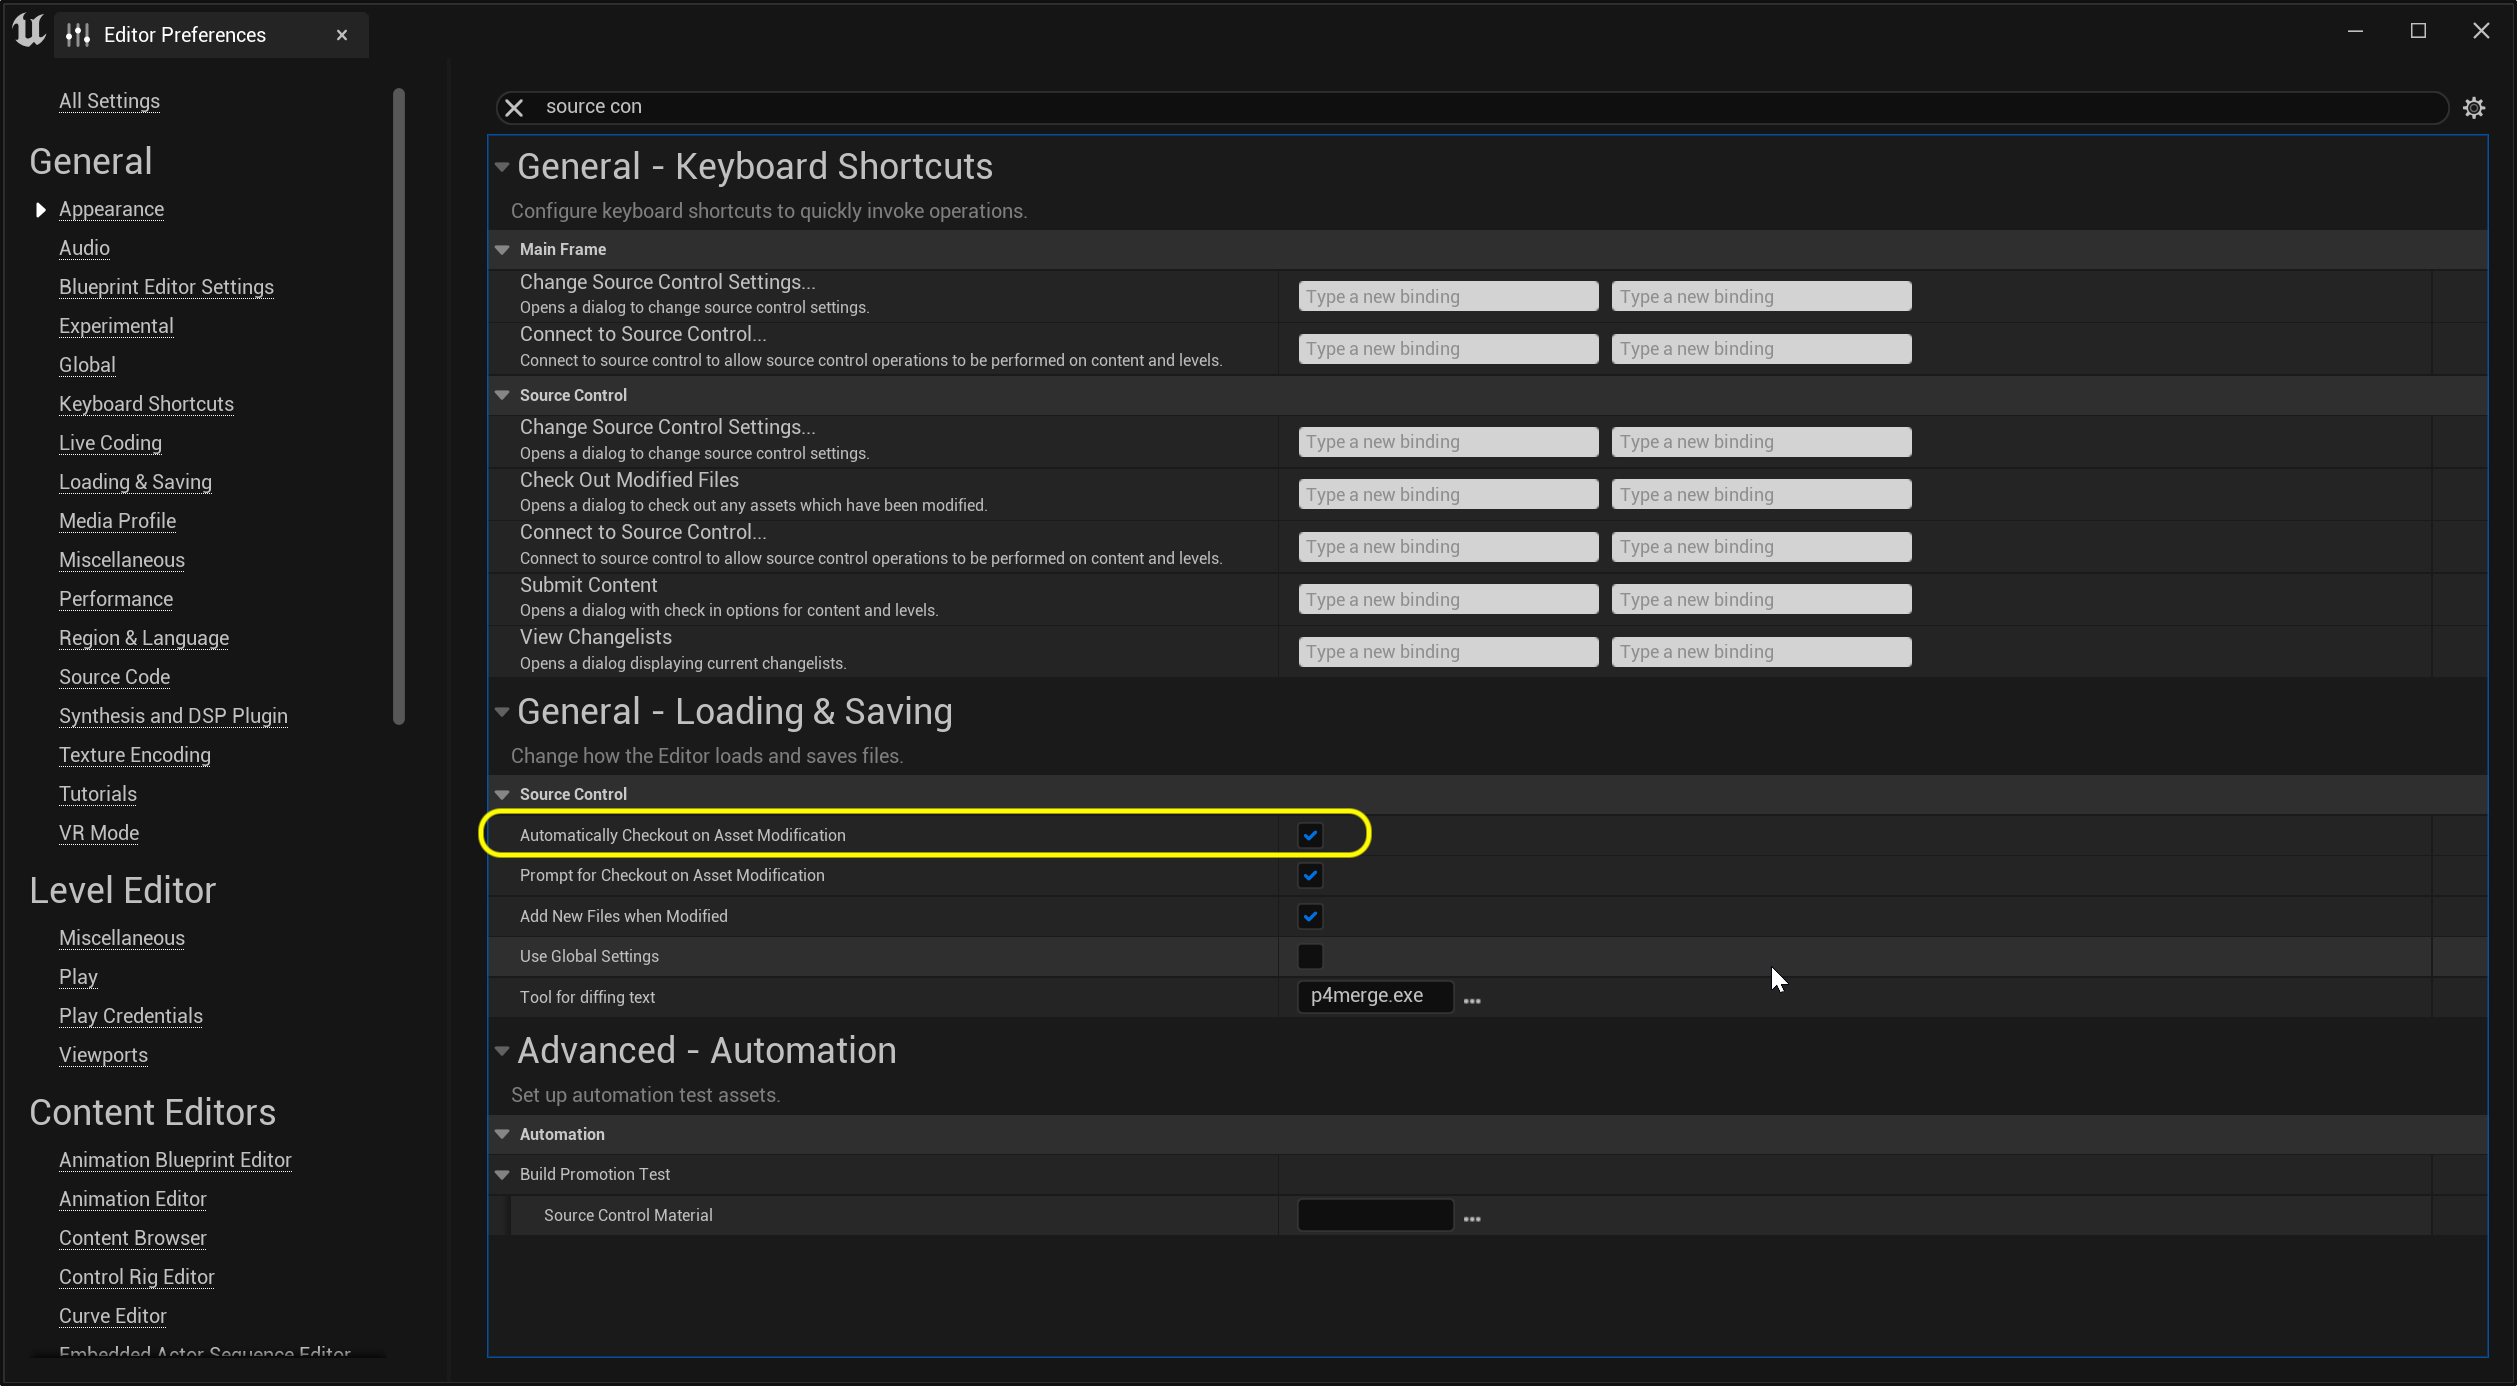 Editor Preferences
All Settings
General
Appearance
Audio
Blueprint Editor Settings
Experimental
Global
Keyboard Shortcuts
Live Coding
Loading & Saving
Media Profile
Miscellaneous
Performance
Region & Language
Source Code
Synthesis and DSP Plugin
Texture Encoding
Tutorials
VR Mode
Level Editor
Miscellaneous
Play
Play Credentials
Viewports
Content Editors
Animation Blueprint Editor
Animation Editor
Content Browser
Control Rig Editor
Curve Editor
Embedded Actor Sequence Editor
source con
General - Keyboard Shortcuts
Configure keyboard shortcuts to quickly invoke operations.
Main Frame
Change Source Control Settings...
Opens a dialog to change source control settings.
Type a new binding Type a new binding
Connect to Source Control...
Connect to source control to allow source control operations to be performed on content and levels.
Type a new binding Type a new binding
Source Control
Change Source Control Settings...
Opens a dialog to change source control settings.
Type a new binding Type a new binding
Check Out Modified Files
Opens a dialog to check out any assets which have been modified.
Type a new binding Type a new binding
Connect to Source Control...
Connect to source control to allow source control operations to be performed on content and levels.
Type a new binding Type a new binding
Submit Content
Opens a dialog with check in options for content and levels.
Type a new binding Type a new binding
View Changelists
Opens a dialog displaying current changelists.
Type a new binding Type a new binding
General - Loading & Saving
Change how the Editor loads and saves files.
Source Control
Automatically Checkout on Asset Modification
Prompt for Checkout on Asset Modification
Add New Files when Modified
Use Global Settings
Tool for diffing text p4merge.exe ...
Advanced - Automation
Set up automation test assets.
Automation
Build Promotion Test
Source Control Material ...